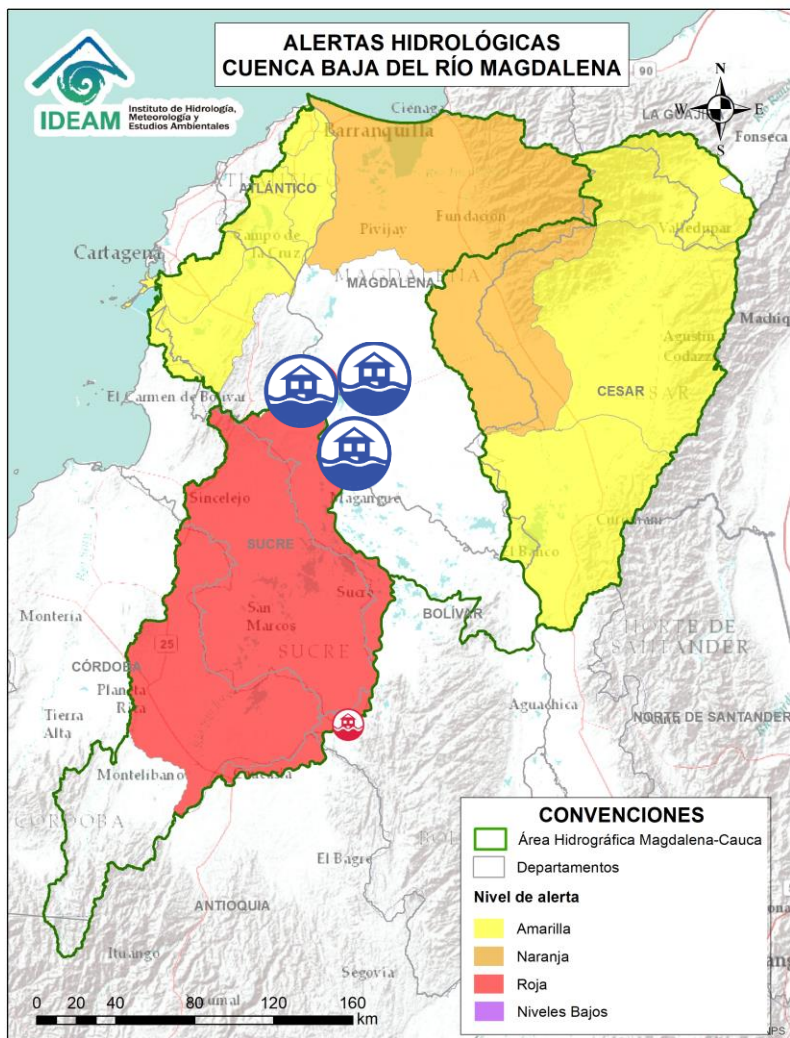 ALERTAS HIDROLÓGICAS
CUENCA BAJA DEL RÍO MAGDALENA
IDEAM
Instituto de Hidrología,
Meteorología y
Estudios Ambientales
90
N
W
E
S
Ciénaga
LA GUAJIRA
Barranquilla
Fonseca
ATLÁNTICO
Pivijay
Fundación
Valledupar
Campo de
la Cruz
Cartagena
MAGDALENA
MAGDALENA
Agustín
Codazzi
CESAR
El Carmen de Bolívar
Sincelejo
Magangue
Curumaní
SUCRE
El Banco
San
Marcos
Sucre
BOLÍVAR
Montería
SUCRE
NORTE DE
SANTANDER
25
CÓRDOBA
Planeta
Rica
Aguachica
Tierra
Alta
NORTE DE SANTANDER
Montelibano
CÓRDOBA
El Bagre
ANTIOQUIA
Ituango
Segovia
0 20 40 80 120 160
km
CONVENCIONES
Área Hidrográfica Magdalena-Cauca
Departamentos
Nivel de alerta
Amarilla
Naranja
Roja
Niveles Bajos